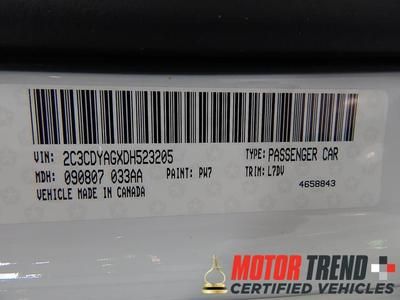 VIN: 2C3CDYAGXDH523205 TYPE: PASSENGER CAR
MDH: 090807 033AA PAINT: PW7 TRIM: L7DV
VEHICLE MADE IN CANADA 4658843
MOTOR TREND
CERTIFIED VEHICLES